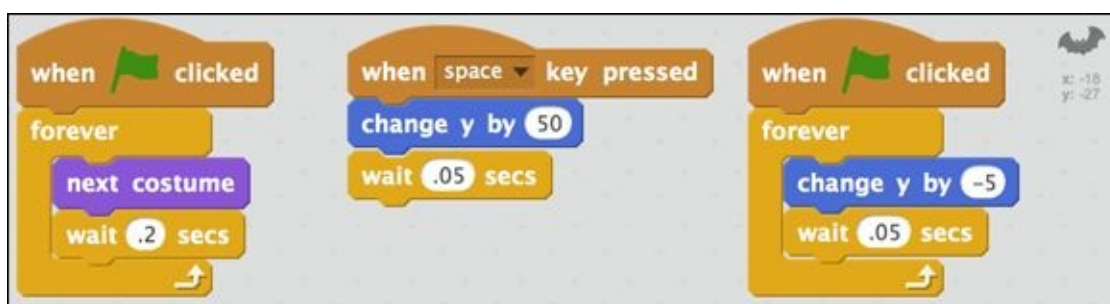 when clicked
forever
next costume
wait .2 secs
when space key pressed
change y by 50
wait .05 secs
when clicked
forever
change y by -5
wait .05 secs
x: -18
y: -27